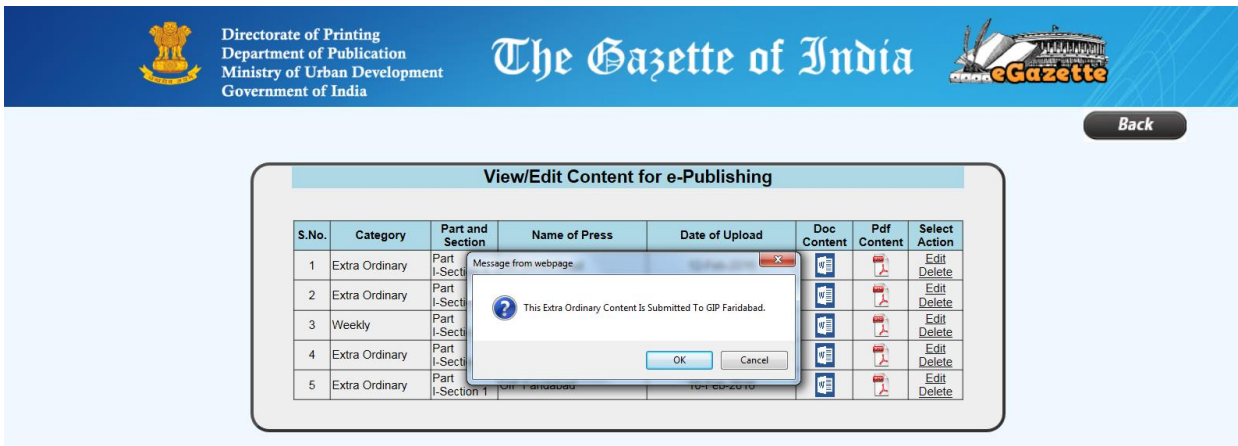 Directorate of Printing
Department of Publication
Ministry of Urban Development
Government of India
The Gazette of India
eGazette
Back
View/Edit Content for e-Publishing
S.No. Category Part and Section Name of Press Date of Upload Doc Content Pdf Content Select Action
1 Extra Ordinary Part Edit
Delete
2 Extra Ordinary Part Edit
Delete
3 Weekly Part Edit
Delete
4 Extra Ordinary Part Edit
Delete
5 Extra Ordinary Part I-Section 1 Edit
Delete
Message from webpage
This Extra Ordinary Content Is Submitted To GIP Faridabad.
OK Cancel